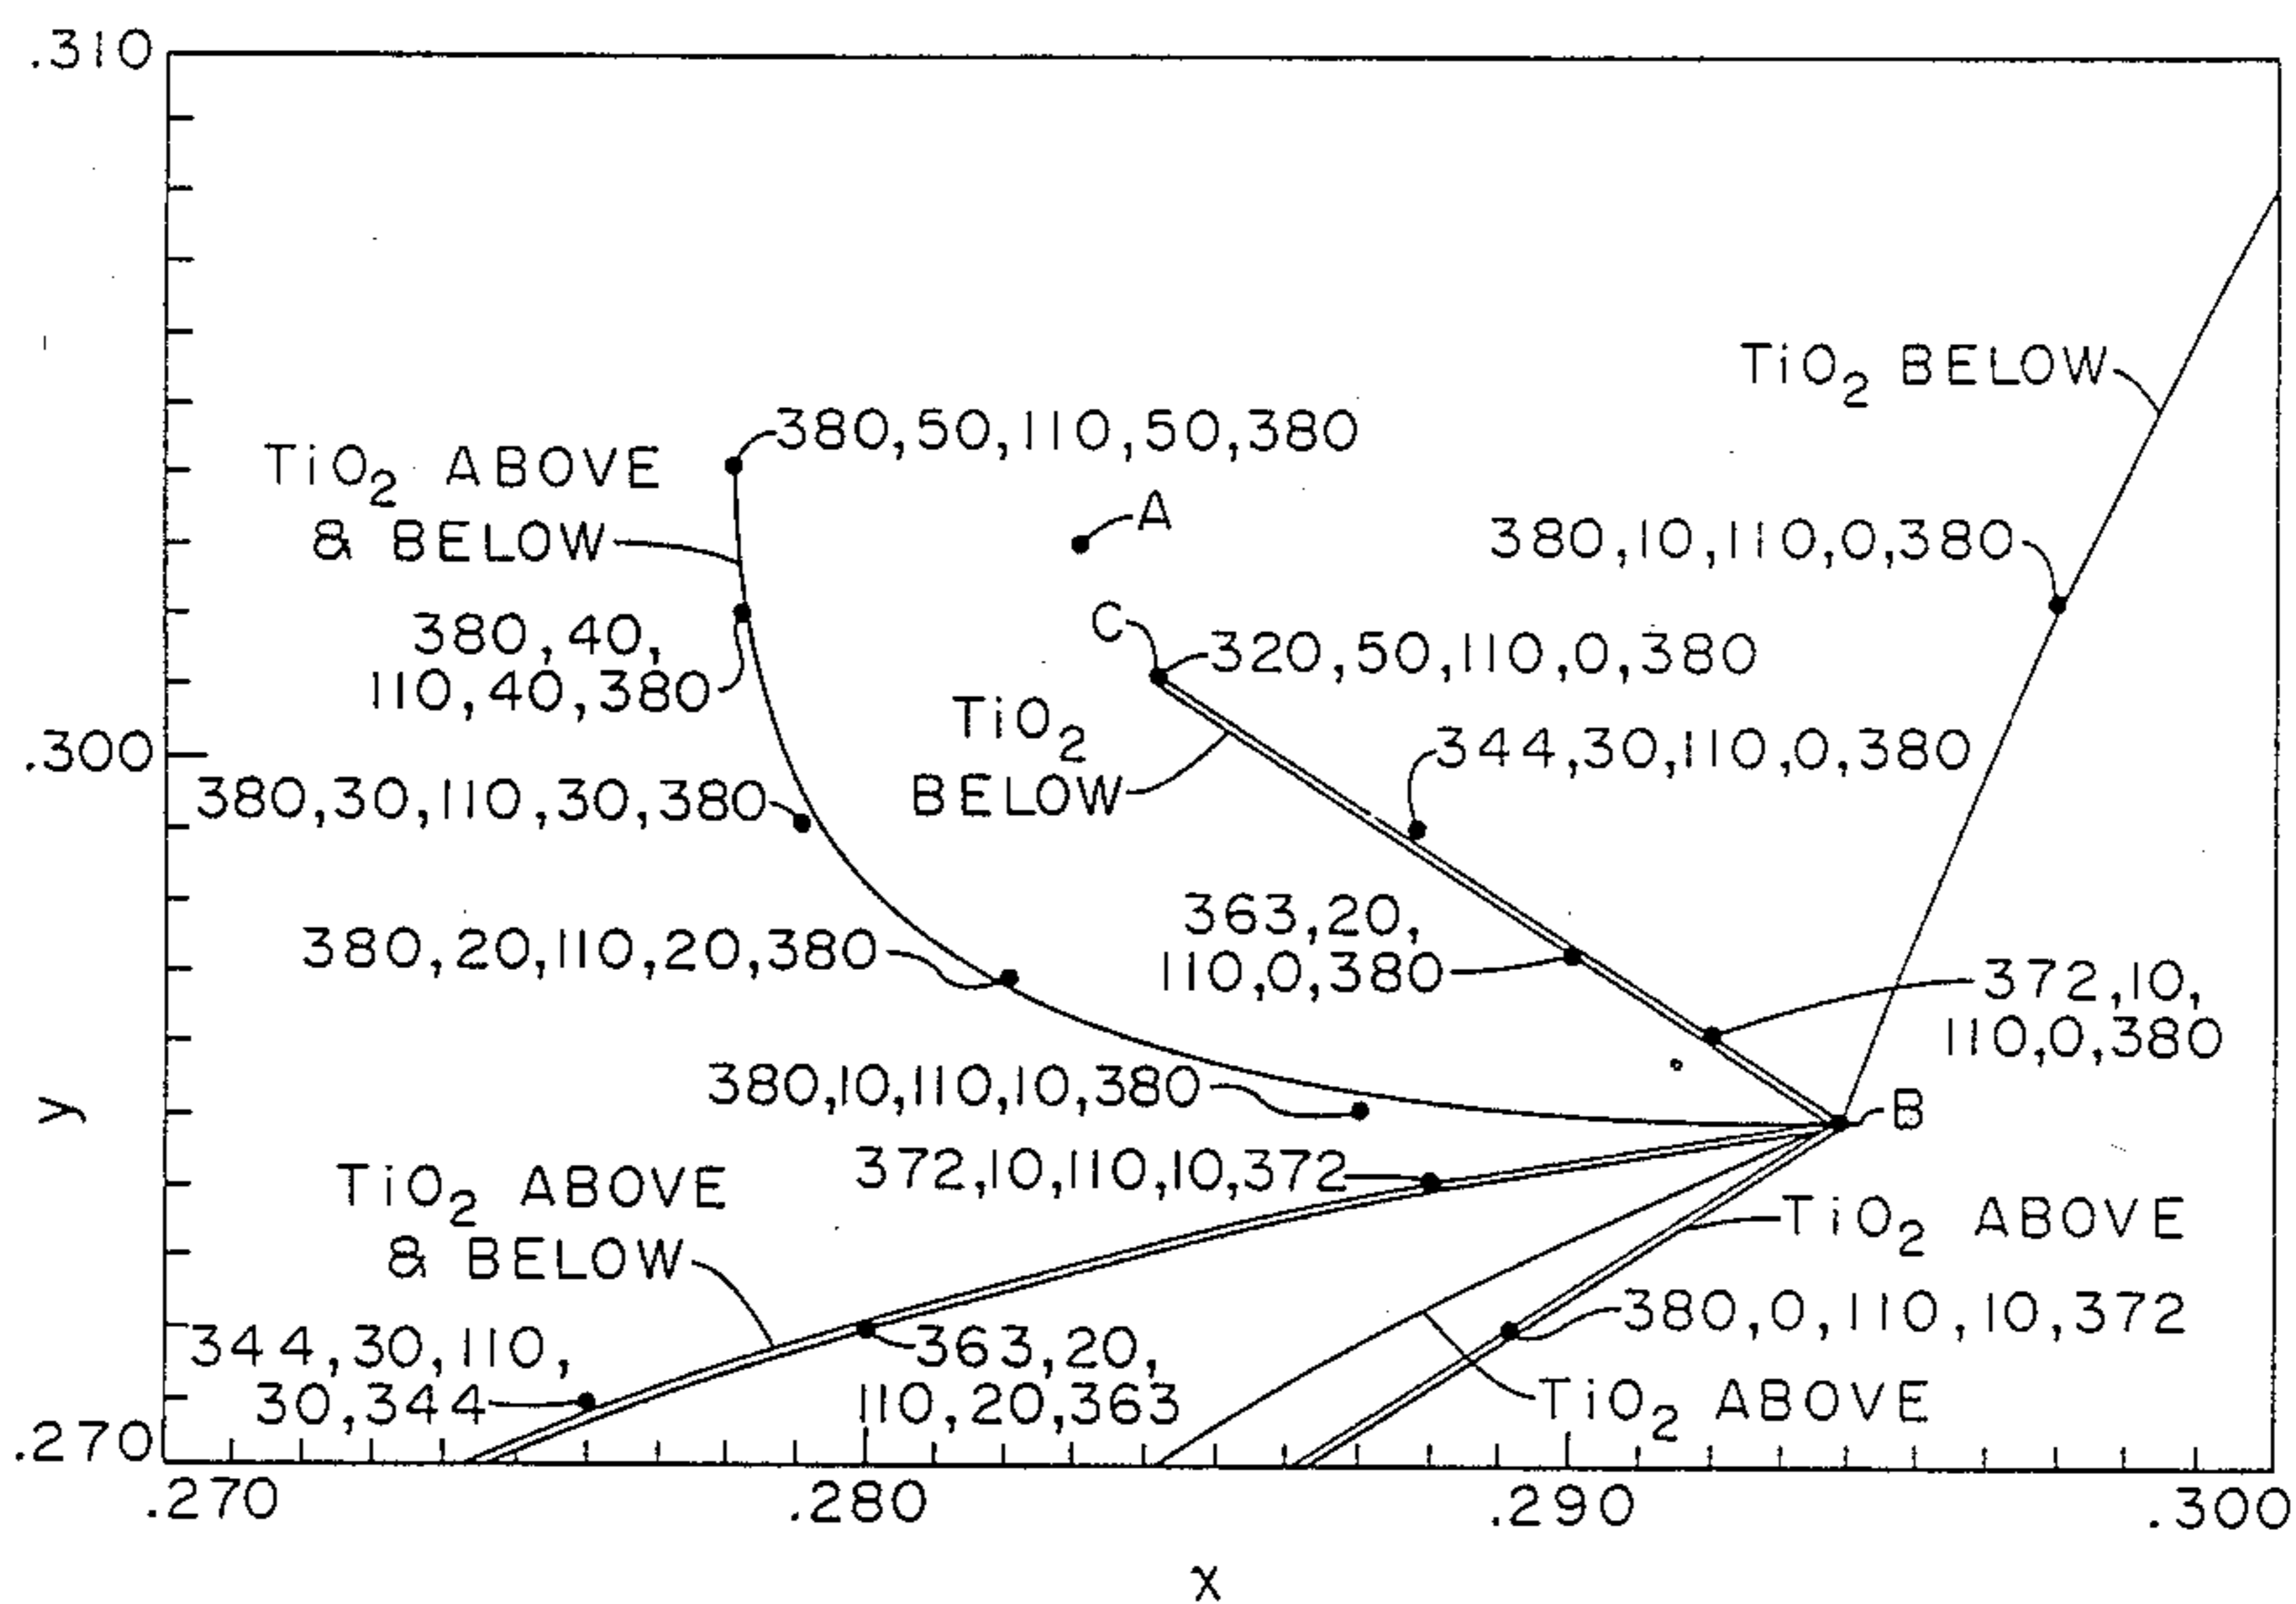 .310
TiO2 BELOW
380,50,110,50,380
TiO2 ABOVE
& BELOW
A
380,10,110,0,380
C
380,40,
110,40,380
320,50,110,0,380
TiO2
BELOW
344,30,110,0,380
.300
380,30,110,30,380
363,20,
110,0,380
380,20,110,20,380
372,10,
110,0,380
380,10,110,10,380
B
y
372,10,110,10,372
TiO2 ABOVE
& BELOW
TiO2 ABOVE
380,0,110,10,372
344,30,110,
30,344
363,20,
110,20,363
TiO2 ABOVE
.270
.270
.280
.290
.300
x